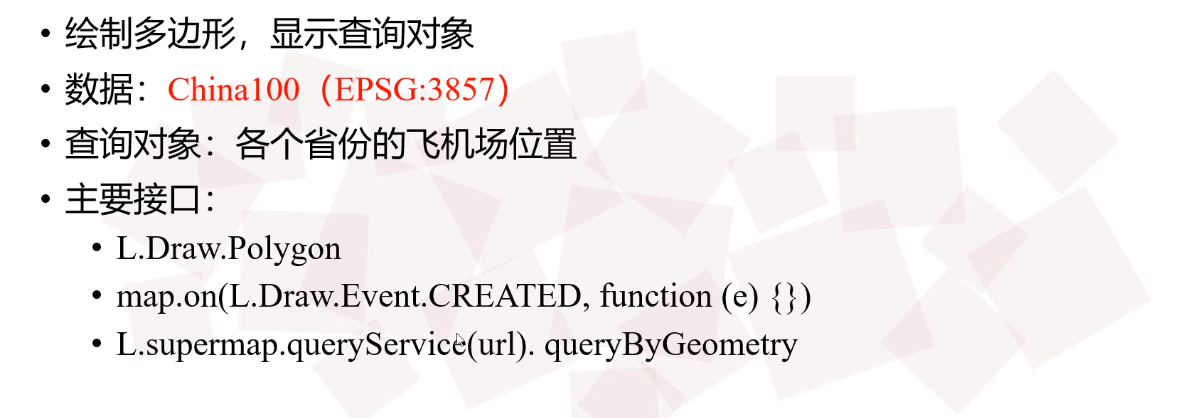 • 绘制多边形，显示查询对象
• 数据：China100（EPSG:3857）
• 查询对象：各个省份的飞机场位置
• 主要接口：
• L.Draw.Polygon
• map.on(L.Draw.Event.CREATED, function (e) {})
• L.supermap.queryService(url). queryByGeometry